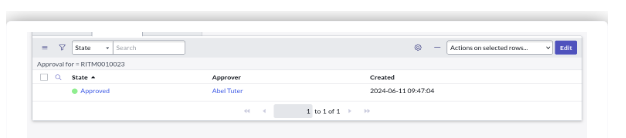 State Search Actions on selected rows... Edit
Approval for = RITM0010023
State Approver Created
Approved Abel Tuter 2024-06-11 09:47:04
1 to 1 of 1